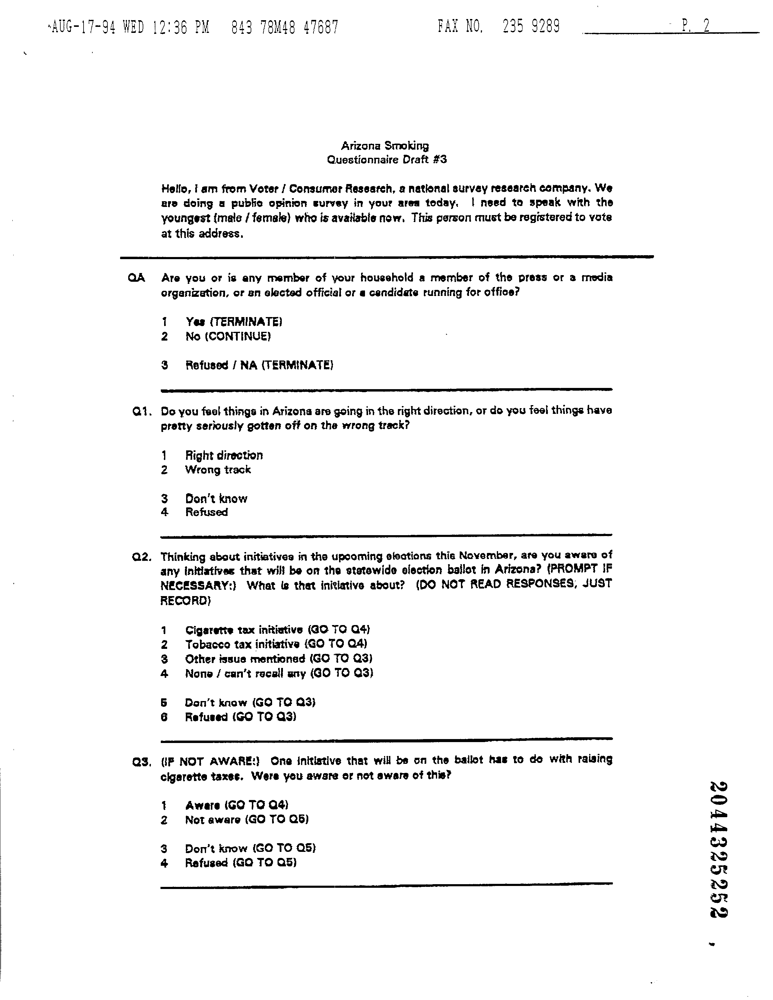 AUG-17-94 WED 12:36 PM 843 78M48 47687 FAX NO. 235 9289 P. 2
Arizona Smoking
Questionnaire Draft #3
Hello, I am from Voter / Consumer Research, a national survey research company. We
are doing a public opinion survey in your area today. I need to speak with the
youngest (male / female) who is available now. This person must be registered to vote
at this address.
QA Are you or is any member of your household a member of the press or a media
organization, or an elected official or a candidate running for office?
1 Yes (TERMINATE)
2 No (CONTINUE)
3 Refused / NA (TERMINATE)
Q1. Do you feel things in Arizona are going in the right direction, or do you feel things have
pretty seriously gotten off on the wrong track?
1 Right direction
2 Wrong track
3 Don't know
4 Refused
Q2. Thinking about initiatives in the upcoming elections this November, are you aware of
any initiatives that will be on the statewide election ballot in Arizona? (PROMPT IF
NECESSARY:) What is that initiative about? (DO NOT READ RESPONSES, JUST
RECORD)
1 Cigarette tax initiative (GO TO Q4)
2 Tobacco tax initiative (GO TO Q4)
3 Other issue mentioned (GO TO Q3)
4 None / can't recall any (GO TO Q3)
5 Don't know (GO TO Q3)
6 Refused (GO TO Q3)
Q3. (IF NOT AWARE:) One initiative that will be on the ballot has to do with raising
cigarette taxes. Were you aware or not aware of this?
1 Aware (GO TO Q4)
2 Not aware (GO TO Q5)
3 Don't know (GO TO Q5)
4 Refused (GO TO Q5)
2044325252